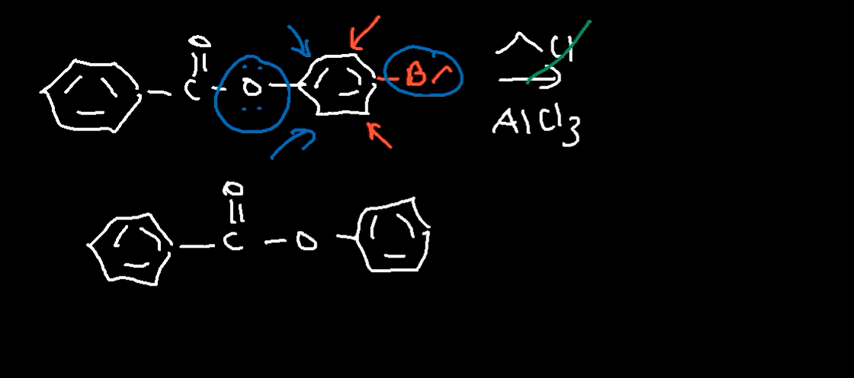 O
C - O - Br Cl
AlCl3
O
C - O -